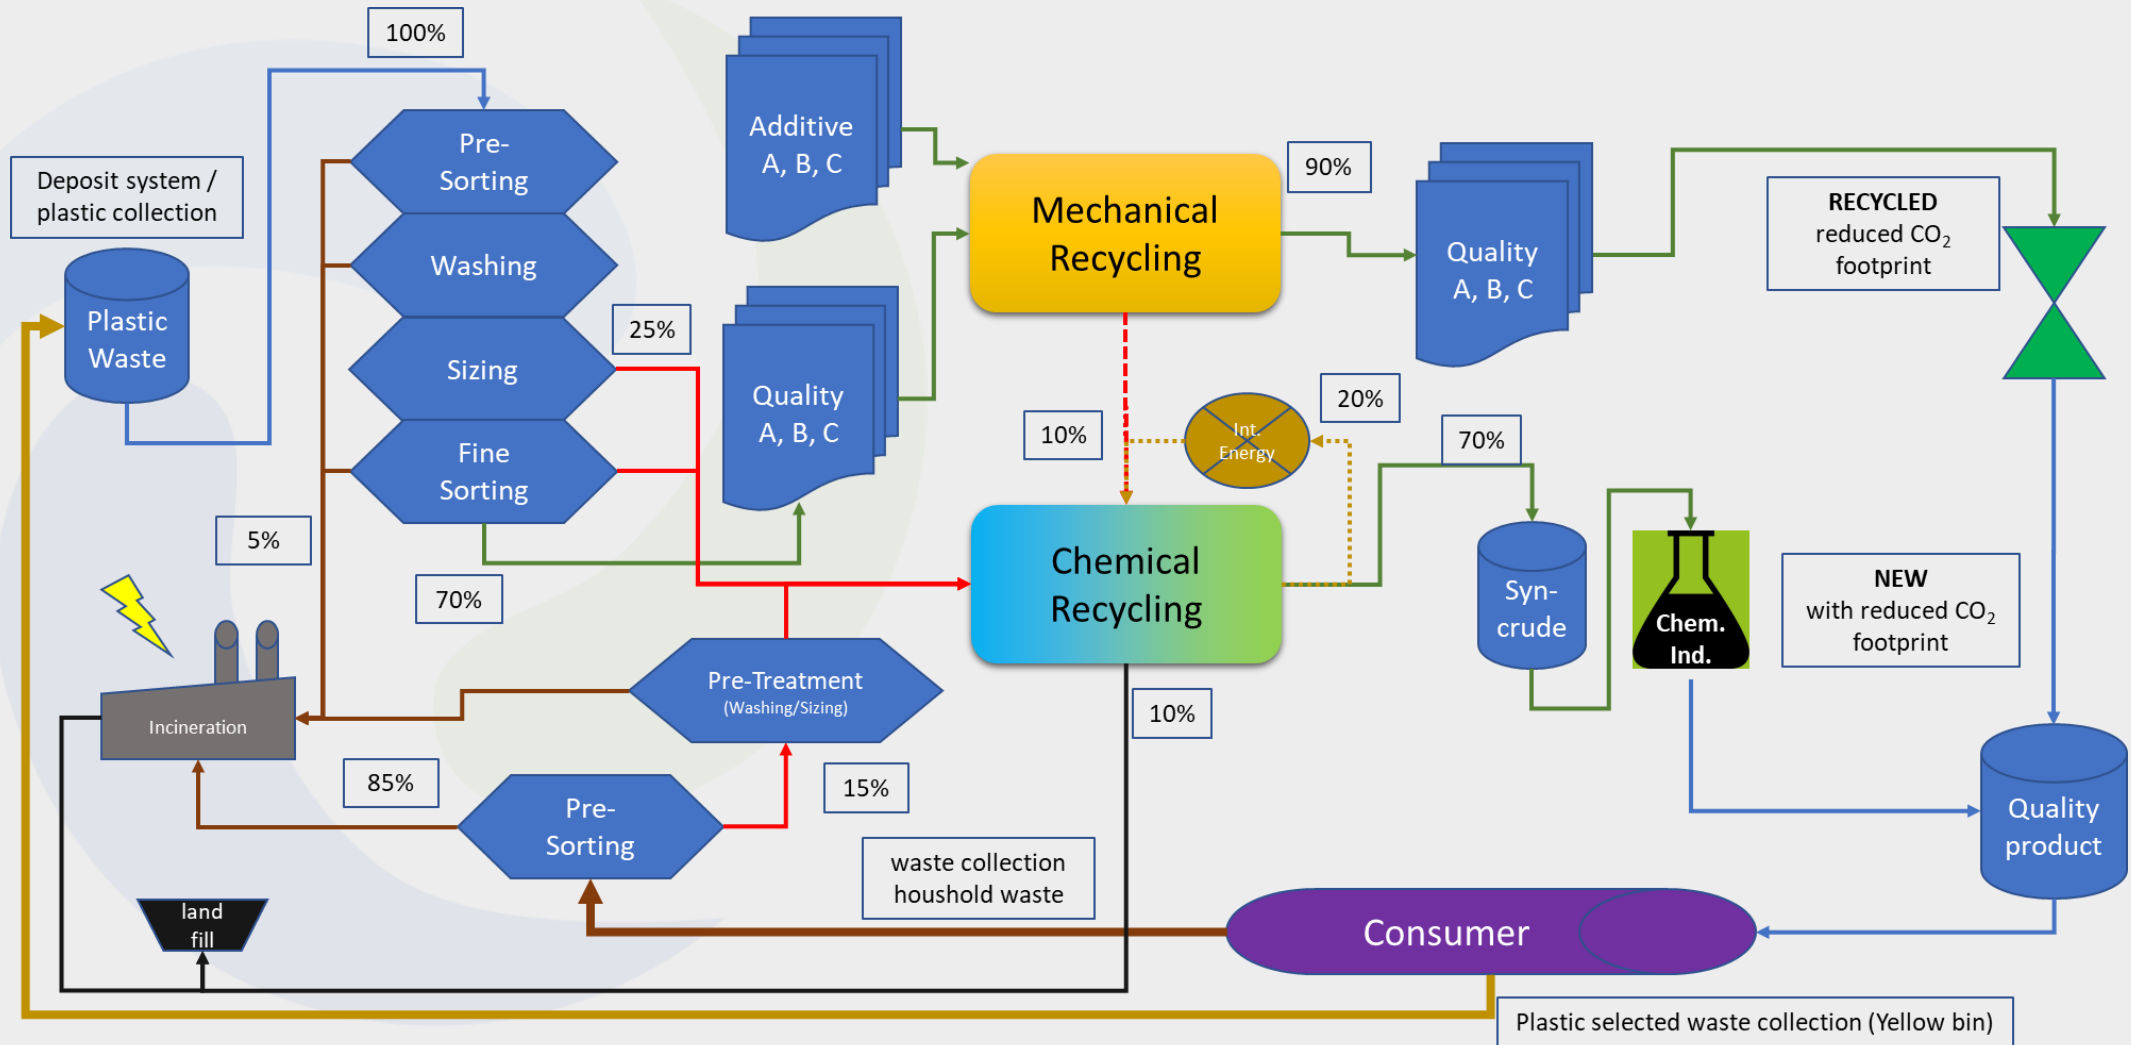 100%
Deposit system /
plastic collection
Plastic
Waste
Pre-
Sorting
Washing
Sizing
Fine
Sorting
25%
5%
70%
Additive
A, B, C
Quality
A, B, C
Mechanical
Recycling
90%
Quality
A, B, C
RECYCLED
reduced CO₂
footprint
10%
Int.
Energy
20%
70%
Chemical
Recycling
Syn-
crude
Chem.
Ind.
NEW
with reduced CO₂
footprint
Incineration
Pre-Treatment
(Washing/Sizing)
10%
85%
15%
Pre-
Sorting
waste collection
houshold waste
Quality
product
land
fill
Consumer
Plastic selected waste collection (Yellow bin)